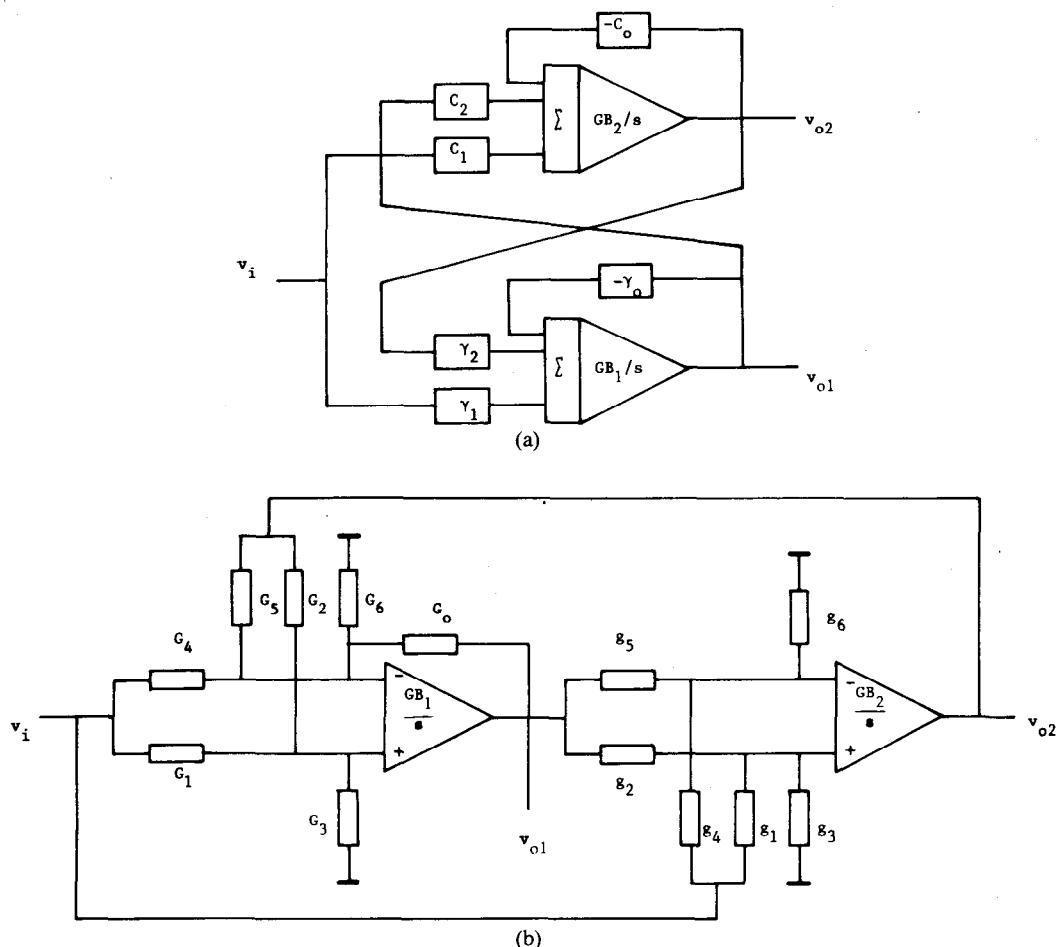 -C_o
C_2
Σ
GB_2/s
v_o2
C_1
v_i
-γ_o
γ_2
Σ
GB_1/s
v_o1
γ_1
(a)
G_5
G_2
G_6
G_o
g_6
G_4
g_5
-
GB_1
s
-
GB_2
s
v_i
v_o2
+
+
G_1
g_2
G_3
v_o1
g_4
g_1
g_3
(b)